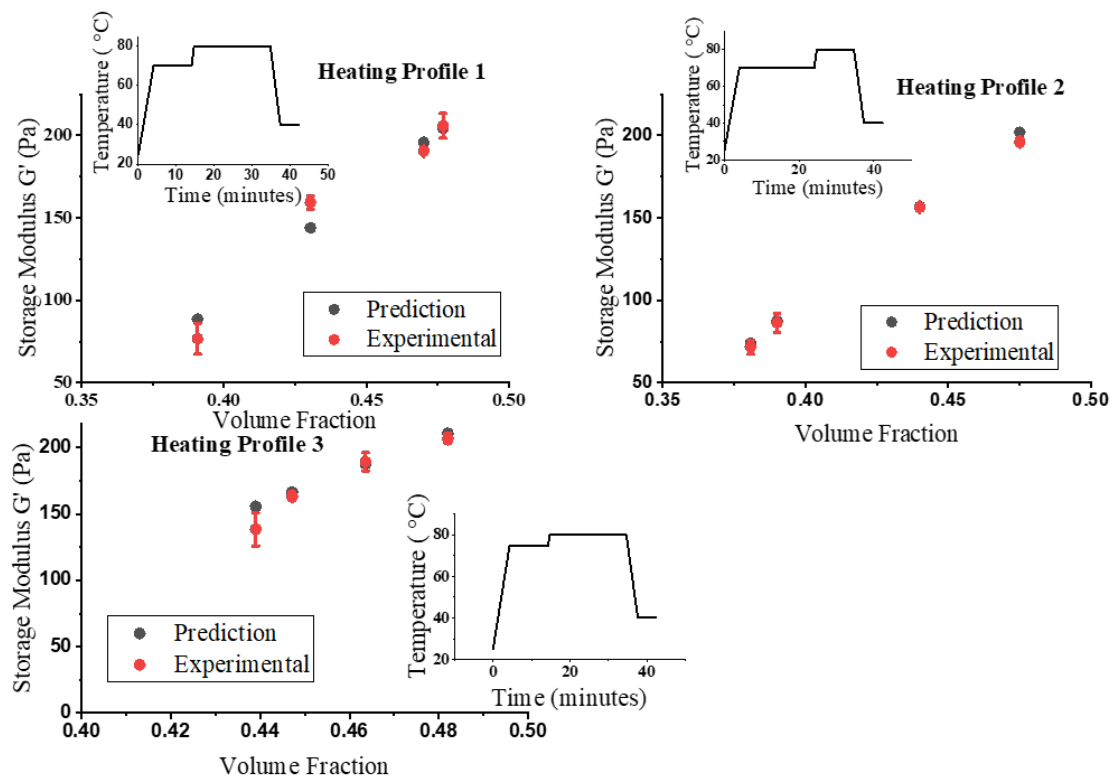 Heating Profile 1
Temperature ( °C)
80
60
40
20
0 10 20 30 40 50
Time (minutes)
Storage Modulus G' (Pa)
200
150
100
50
Prediction
Experimental
0.35 0.40 0.45 0.50
Volume Fraction
Heating Profile 2
Temperature ( °C)
80
60
40
20
0 20 40
Time (minutes)
Storage Modulus G' (Pa)
200
150
100
50
Prediction
Experimental
0.35 0.40 0.45 0.50
Volume Fraction
Heating Profile 3
Storage Modulus G' (Pa)
200
150
100
50
0
Temperature ( °C)
80
60
40
20
0 20 40
Time (minutes)
Prediction
Experimental
0.40 0.42 0.44 0.46 0.48 0.50
Volume Fraction